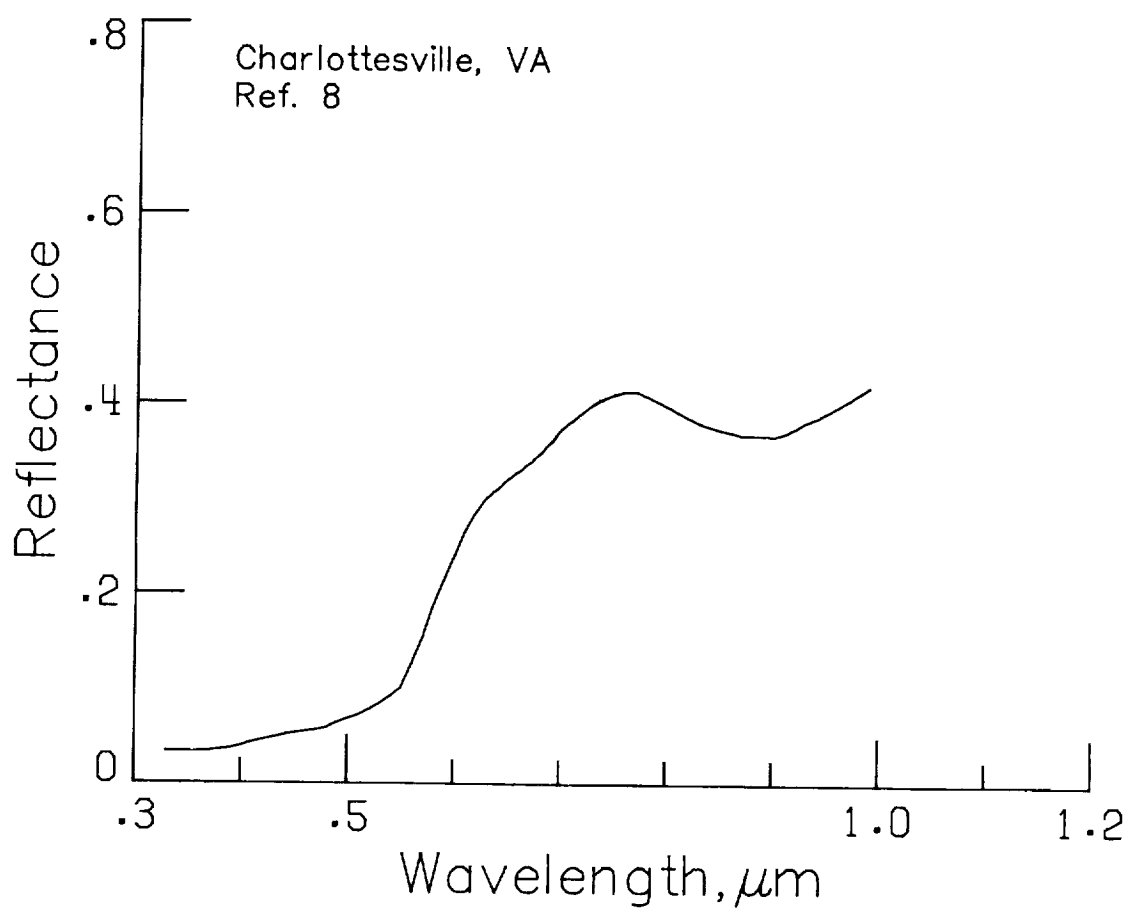 .8
Charlottesville, VA
Ref. 8
.6
.4
.2
0
Reflectance
.3 .5 1.0 1.2
Wavelength, μm